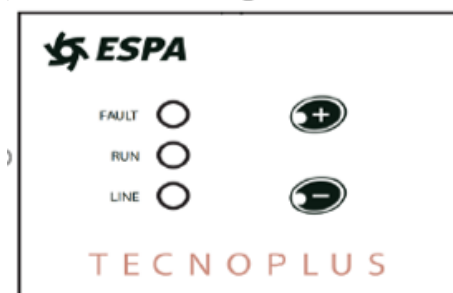 ESPA
FAULT
+
RUN
LINE
-
TECNOPLUS